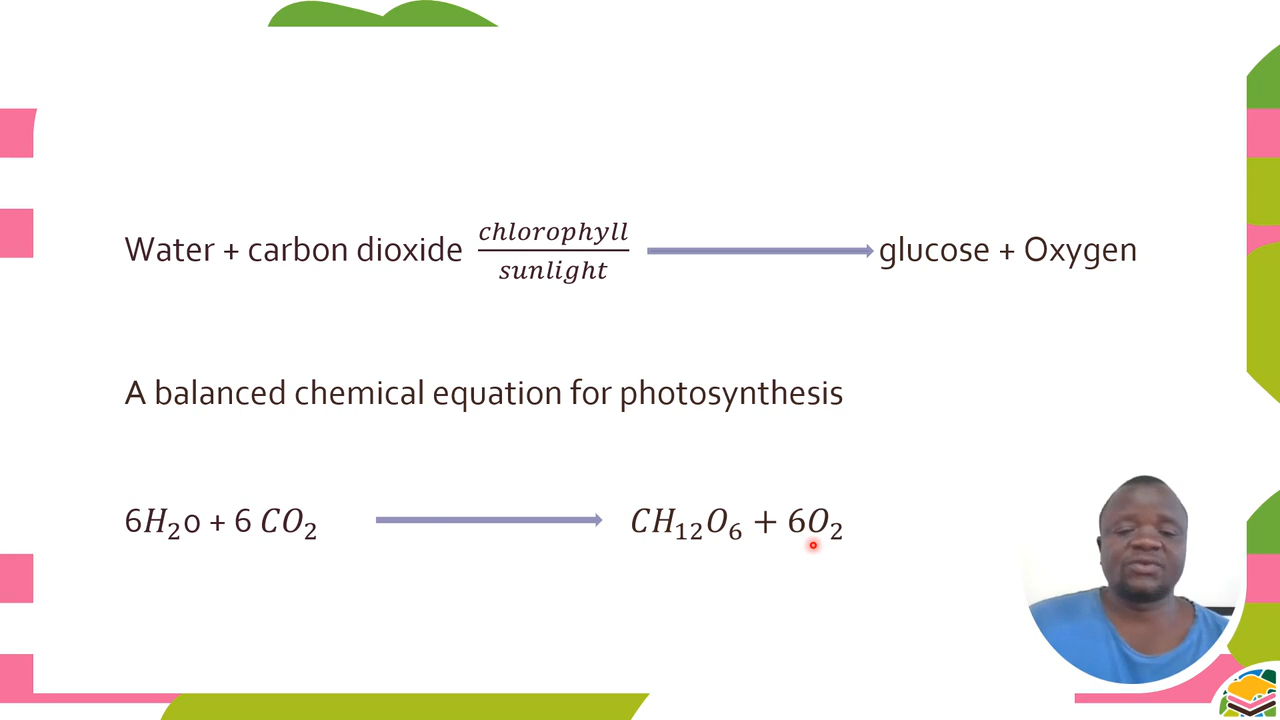 Water + carbon dioxide chlorophyll/sunlight → glucose + Oxygen
A balanced chemical equation for photosynthesis
6H₂o + 6 CO₂ → CH₁₂O₆ + 6O₂